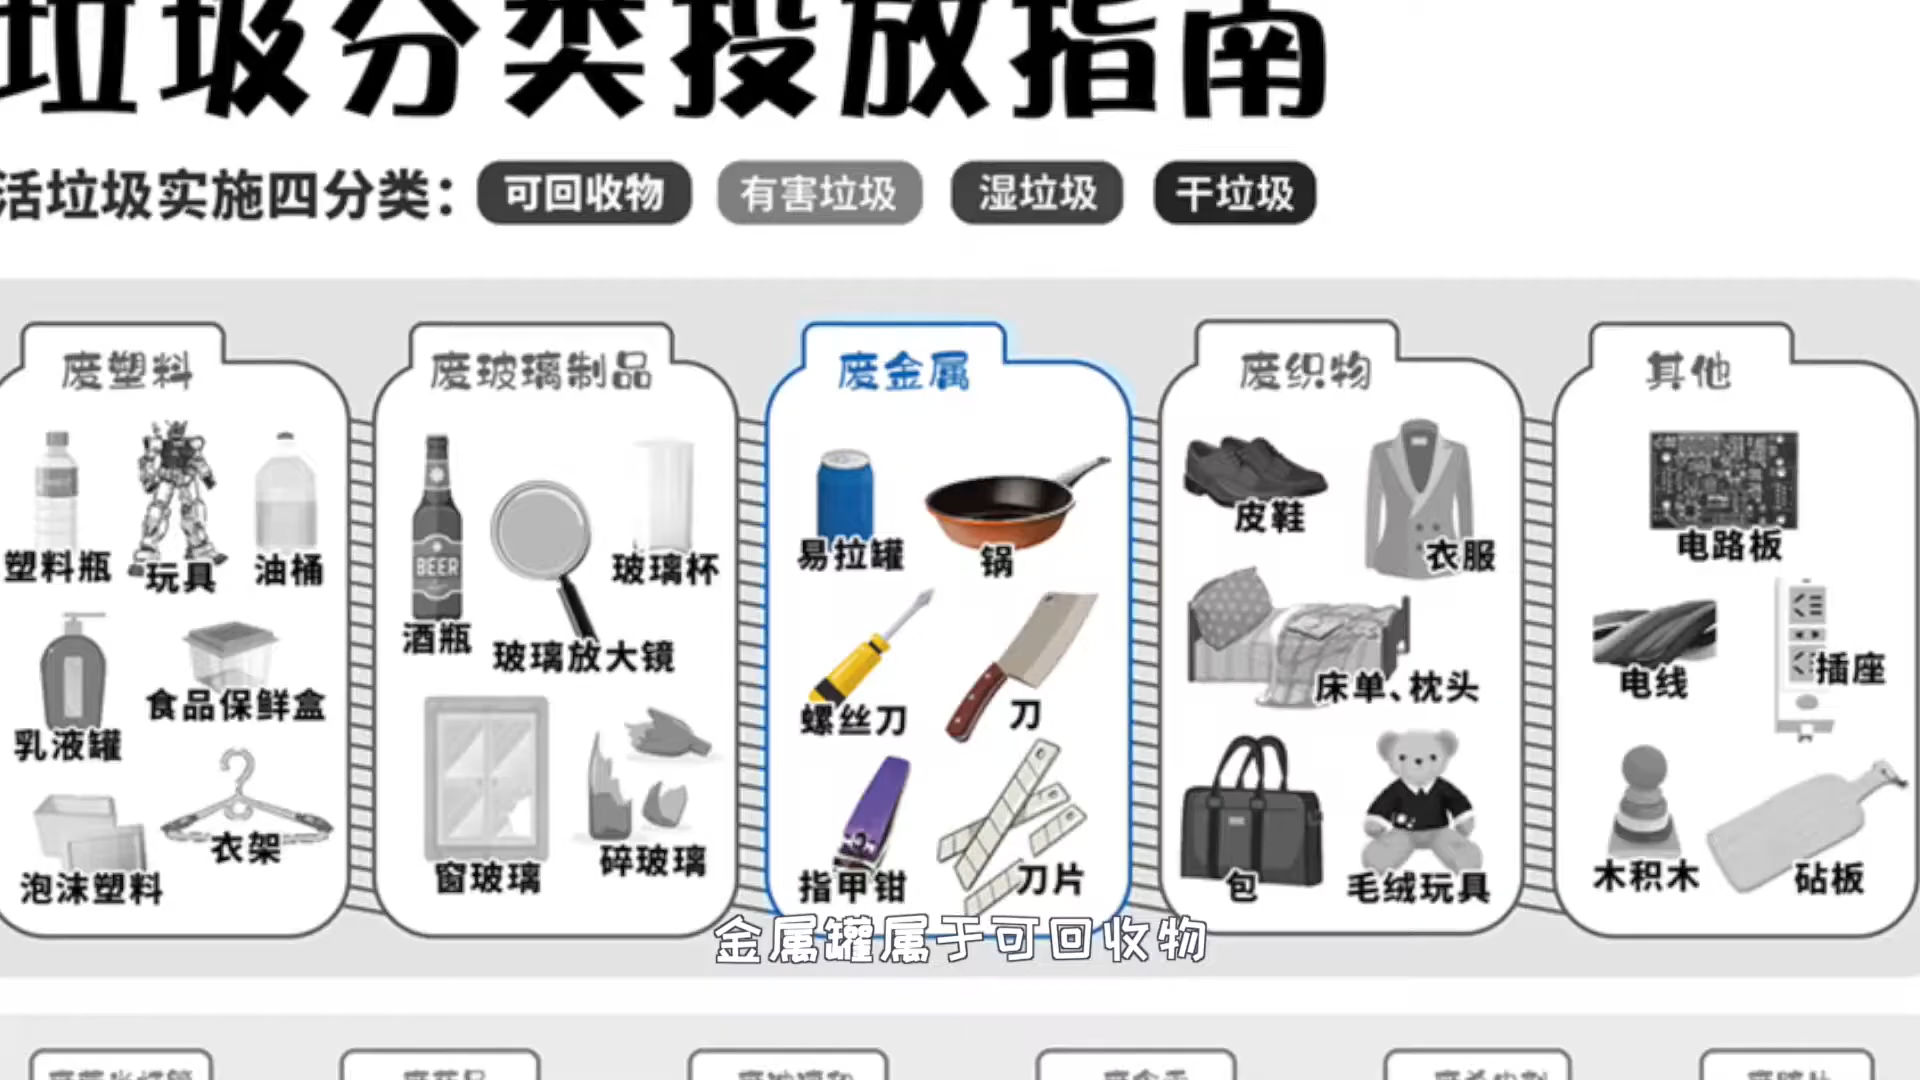 垃圾分类投放指南
活垃圾实施四分类： 可回收物 有害垃圾 湿垃圾 干垃圾
废塑料
塑料瓶 玩具 油桶
乳液罐 食品保鲜盒
泡沫塑料 衣架
废玻璃制品
BEER
酒瓶 玻璃放大镜 玻璃杯
窗玻璃 碎玻璃
废金属
易拉罐 锅
螺丝刀 刀
指甲钳 刀片
废织物
皮鞋 衣服
床单、枕头
包 毛绒玩具
其他
电路板
电线 插座
木积木 砧板
金属罐属于可回收物